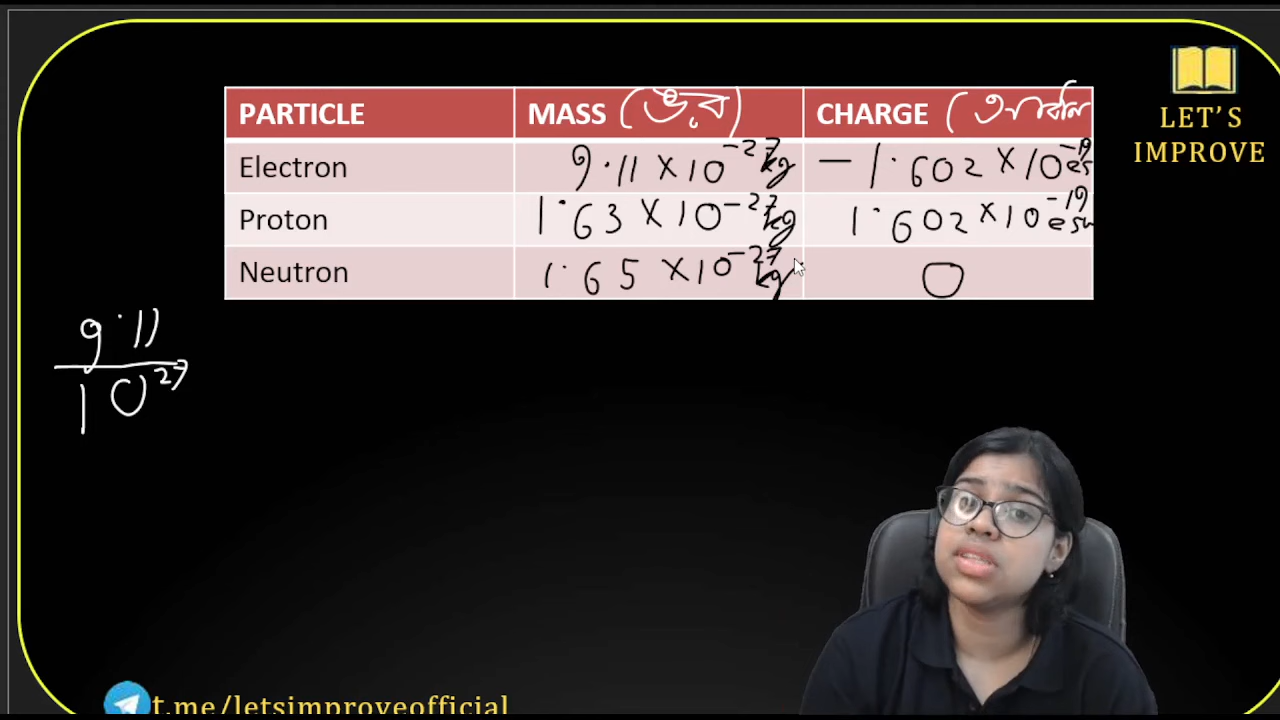 LET'S
IMPROVE
PARTICLE MASS (ভর) CHARGE (
Electron 9.11 × 10⁻²⁷ kg − 1.602 × 10⁻¹⁹ es
Proton 1.63 × 10⁻²⁷ kg 1.602 × 10⁻¹⁹ esu
Neutron 1.65 × 10⁻²⁷ kg 0
9.11
10²⁷
t.me/letsimproveofficial